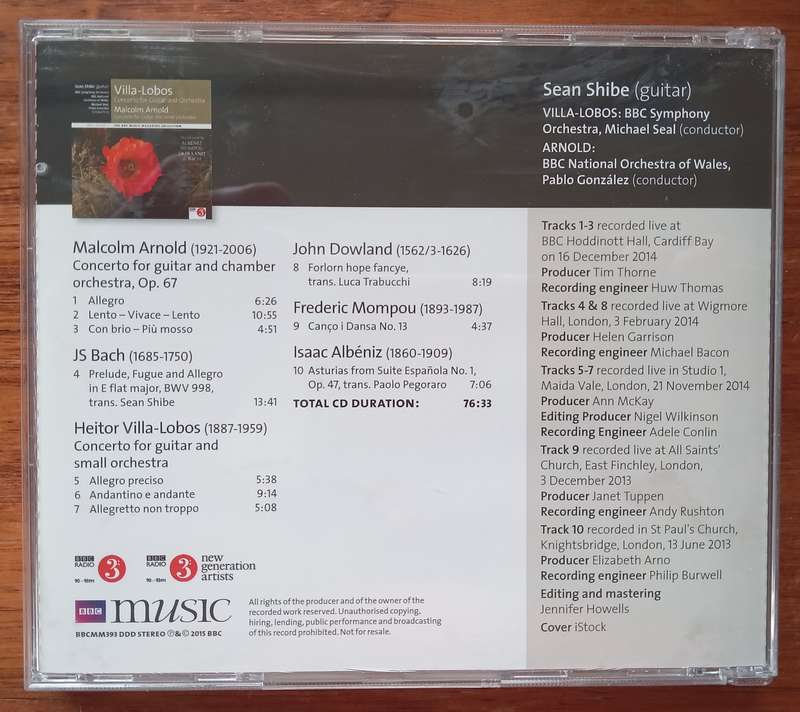 Sean Shibe (guitar)
Villa-Lobos
Concerto for Guitar and Orchestra
Malcolm Arnold
ALBÉNIZ
DOWLAND
BACH
3
Sean Shibe (guitar)
VILLA-LOBOS: BBC Symphony
Orchestra, Michael Seal (conductor)
ARNOLD:
BBC National Orchestra of Wales,
Pablo González (conductor)
Malcolm Arnold (1921-2006)
Concerto for guitar and chamber
orchestra, Op. 67
1 Allegro 6:26
2 Lento – Vivace – Lento 10:55
3 Con brio – Più mosso 4:51
JS Bach (1685-1750)
4 Prelude, Fugue and Allegro
in E flat major, BWV 998,
trans. Sean Shibe 13:41
Heitor Villa-Lobos (1887-1959)
Concerto for guitar and
small orchestra
5 Allegro preciso 5:38
6 Andantino e andante 9:14
7 Allegretto non troppo 5:08
John Dowland (1562/3-1626)
8 Forlorn hope fancye,
trans. Luca Trabucchi 8:19
Frederic Mompou (1893-1987)
9 Canço i Dansa No. 13 4:37
Isaac Albéniz (1860-1909)
10 Asturias from Suite Española No. 1,
Op. 47, trans. Paolo Pegoraro 7:06
TOTAL CD DURATION: 76:33
Tracks 1-3 recorded live at
BBC Hoddinott Hall, Cardiff Bay
on 16 December 2014
Producer Tim Thorne
Recording engineer Huw Thomas
Tracks 4 & 8 recorded live at Wigmore
Hall, London, 3 February 2014
Producer Helen Garrison
Recording engineer Michael Bacon
Tracks 5-7 recorded live in Studio 1,
Maida Vale, London, 21 November 2014
Producer Ann McKay
Editing Producer Nigel Wilkinson
Recording Engineer Adele Conlin
Track 9 recorded live at All Saints'
Church, East Finchley, London,
3 December 2013
Producer Janet Tuppen
Recording engineer Andy Rushton
Track 10 recorded in St Paul's Church,
Knightsbridge, London, 13 June 2013
Producer Elizabeth Arno
Recording engineer Philip Burwell
Editing and mastering
Jennifer Howells
Cover iStock
BBC
RADIO
90 - 93FM
3
BBC
RADIO
90 - 93FM
3
new
generation
artists
BBC music
BBCMM393 DDD STEREO ℗&© 2015 BBC
All rights of the producer and of the owner of the
recorded work reserved. Unauthorised copying,
hiring, lending, public performance and broadcasting
of this record prohibited. Not for resale.